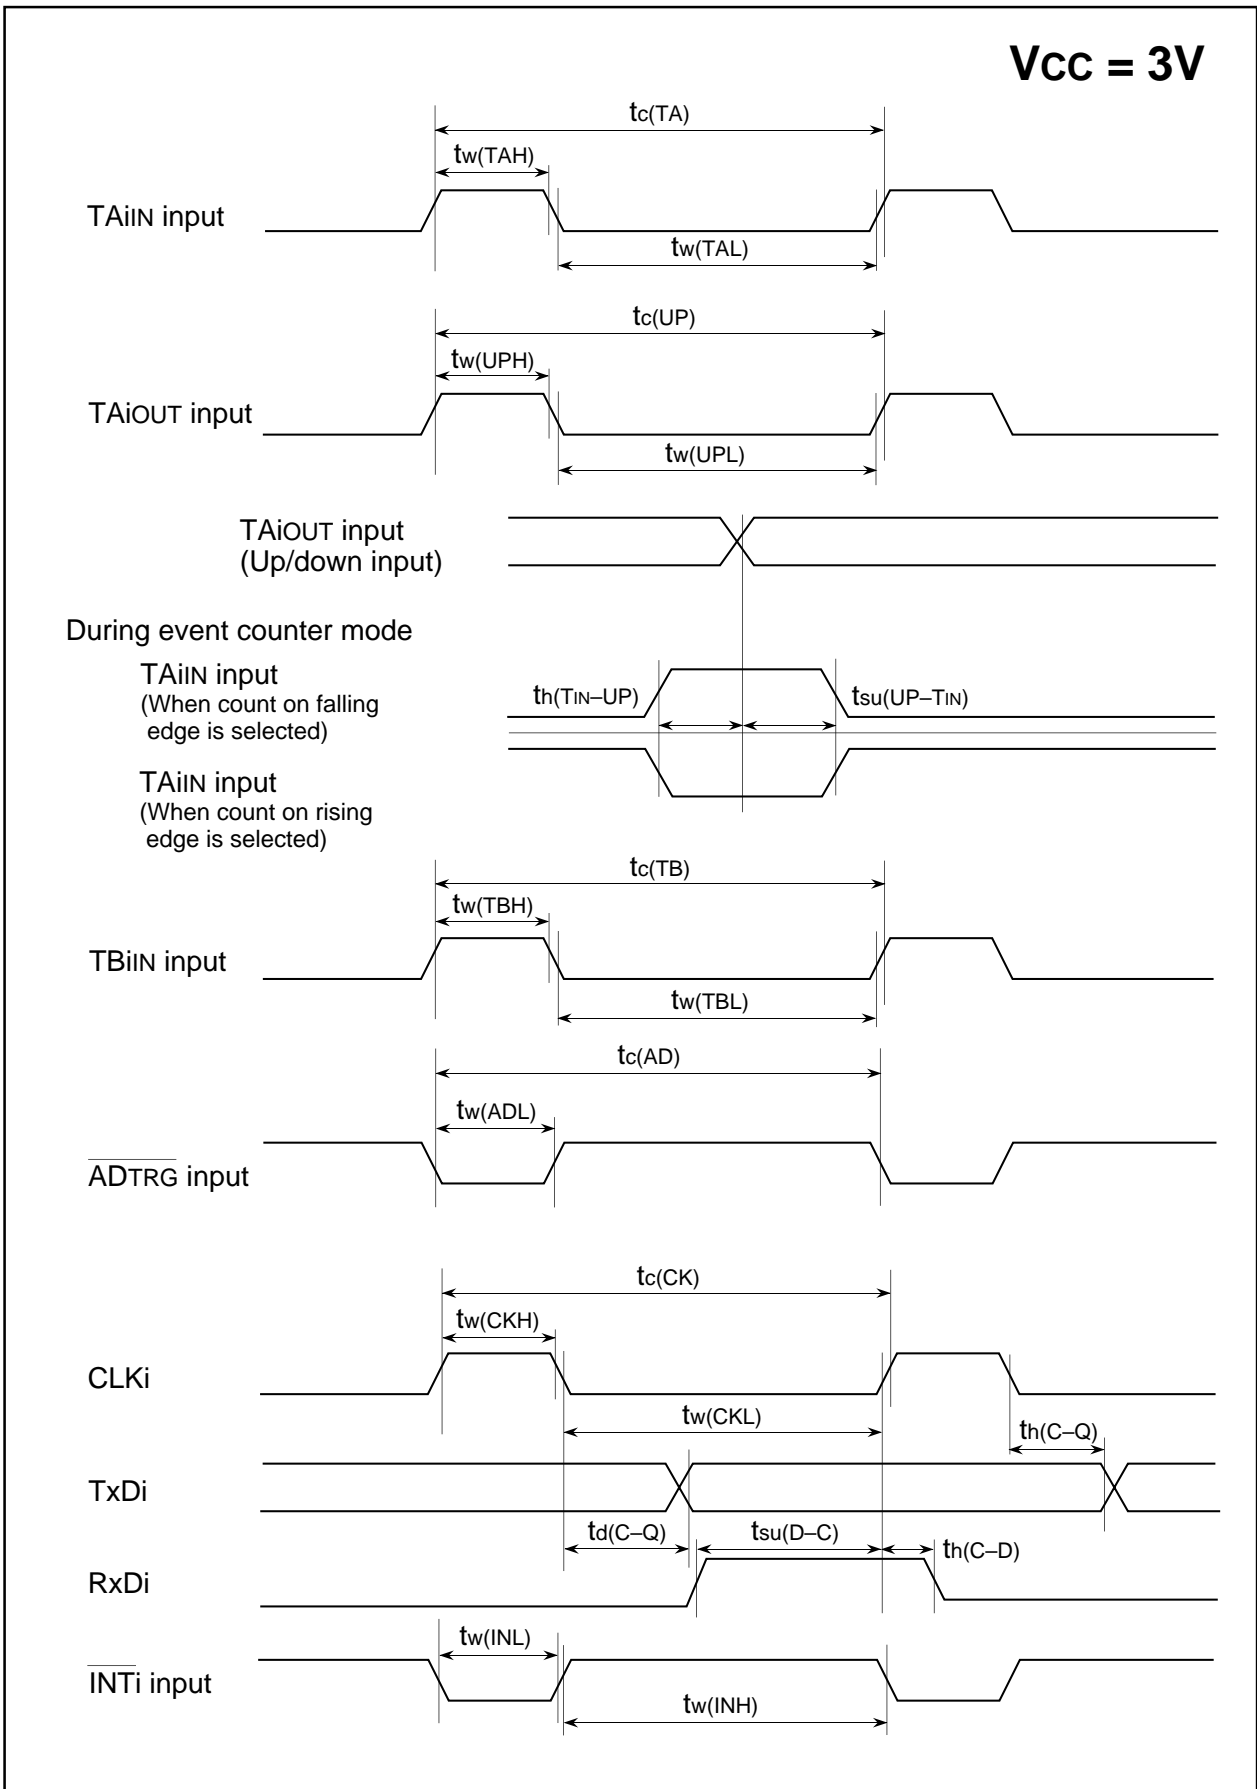 VCC = 3V
tc(TA)
tw(TAH)
TAiIN input
tw(TAL)
tc(UP)
tw(UPH)
TAiOUT input
tw(UPL)
TAiOUT input
(Up/down input)
During event counter mode
TAiIN input
(When count on falling
edge is selected)
th(TIN–UP)
tsu(UP–TIN)
TAiIN input
(When count on rising
edge is selected)
tc(TB)
tw(TBH)
TBiIN input
tw(TBL)
tc(AD)
tw(ADL)
ADTRG input
tc(CK)
tw(CKH)
CLKi
tw(CKL)
th(C–Q)
TxDi
td(C–Q)
tsu(D–C)
th(C–D)
RxDi
tw(INL)
INTi input
tw(INH)